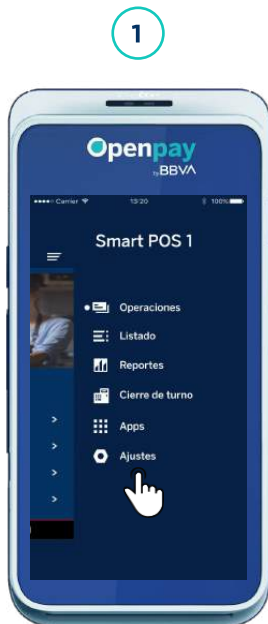 1
Openpay
by BBVA
Carrier 13:20 100%
Smart POS 1
Operaciones
Listado
Reportes
Cierre de turno
Apps
Ajustes